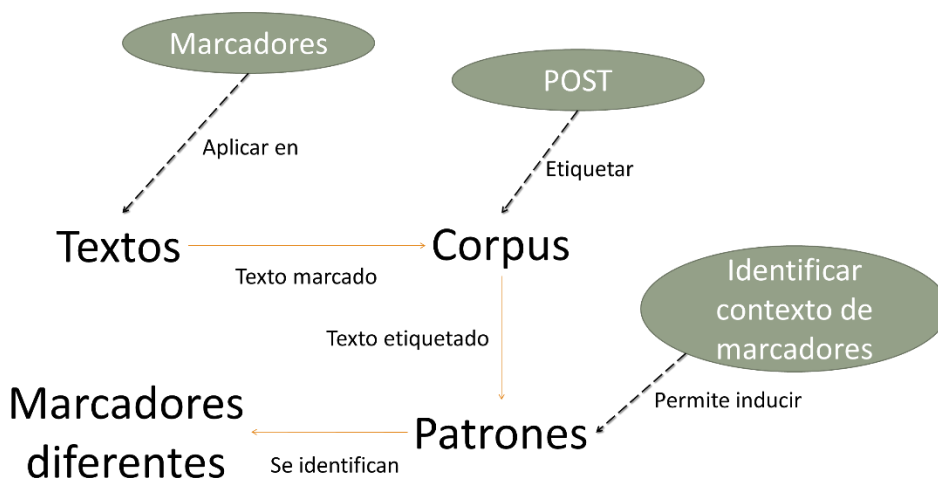 Marcadores
POST
Aplicar en
Etiquetar
Textos
Corpus
Texto marcado
Identificar
contexto de
marcadores
Texto etiquetado
Permite inducir
Marcadores
diferentes
Patrones
Se identifican